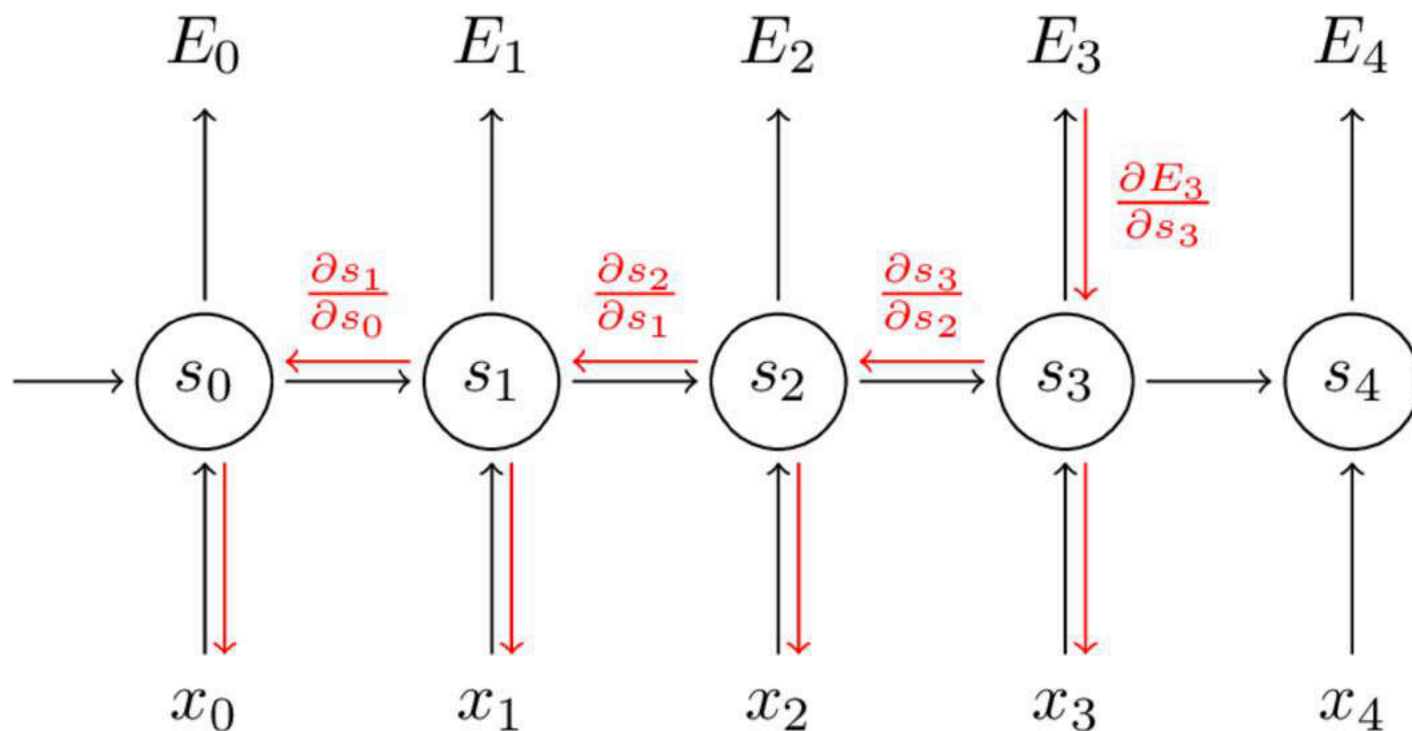 E₀ E₁ E₂ E₃ E₄
∂E₃/∂s₃
∂s₁/∂s₀ ∂s₂/∂s₁ ∂s₃/∂s₂
s₀ s₁ s₂ s₃ s₄
x₀ x₁ x₂ x₃ x₄